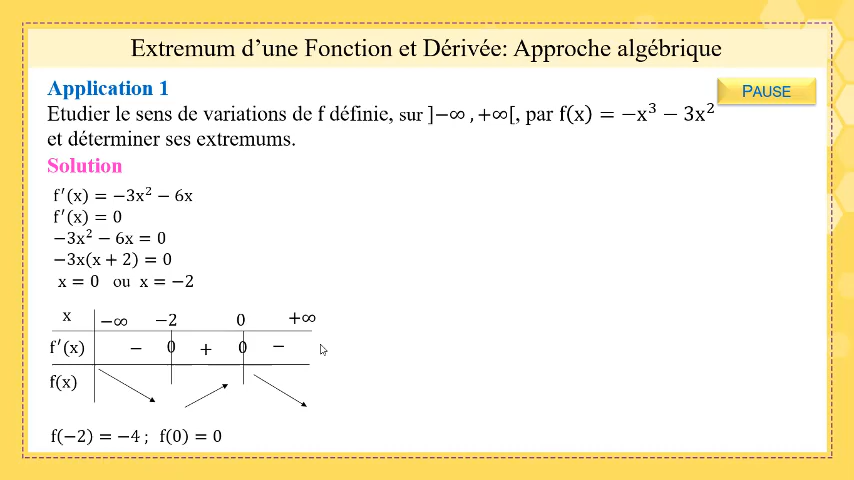 Extremum d’une Fonction et Dérivée: Approche algébrique
Application 1
PAUSE
Etudier le sens de variations de f définie, sur ]−∞ , +∞[, par f(x) = −x³ − 3x²
et déterminer ses extremums.
Solution
f′(x) = −3x² − 6x
f′(x) = 0
−3x² − 6x = 0
−3x(x + 2) = 0
x = 0 ou x = −2
x −∞ −2 0 +∞
f′(x) − 0 + 0 −
f(x)
f(−2) = −4 ; f(0) = 0